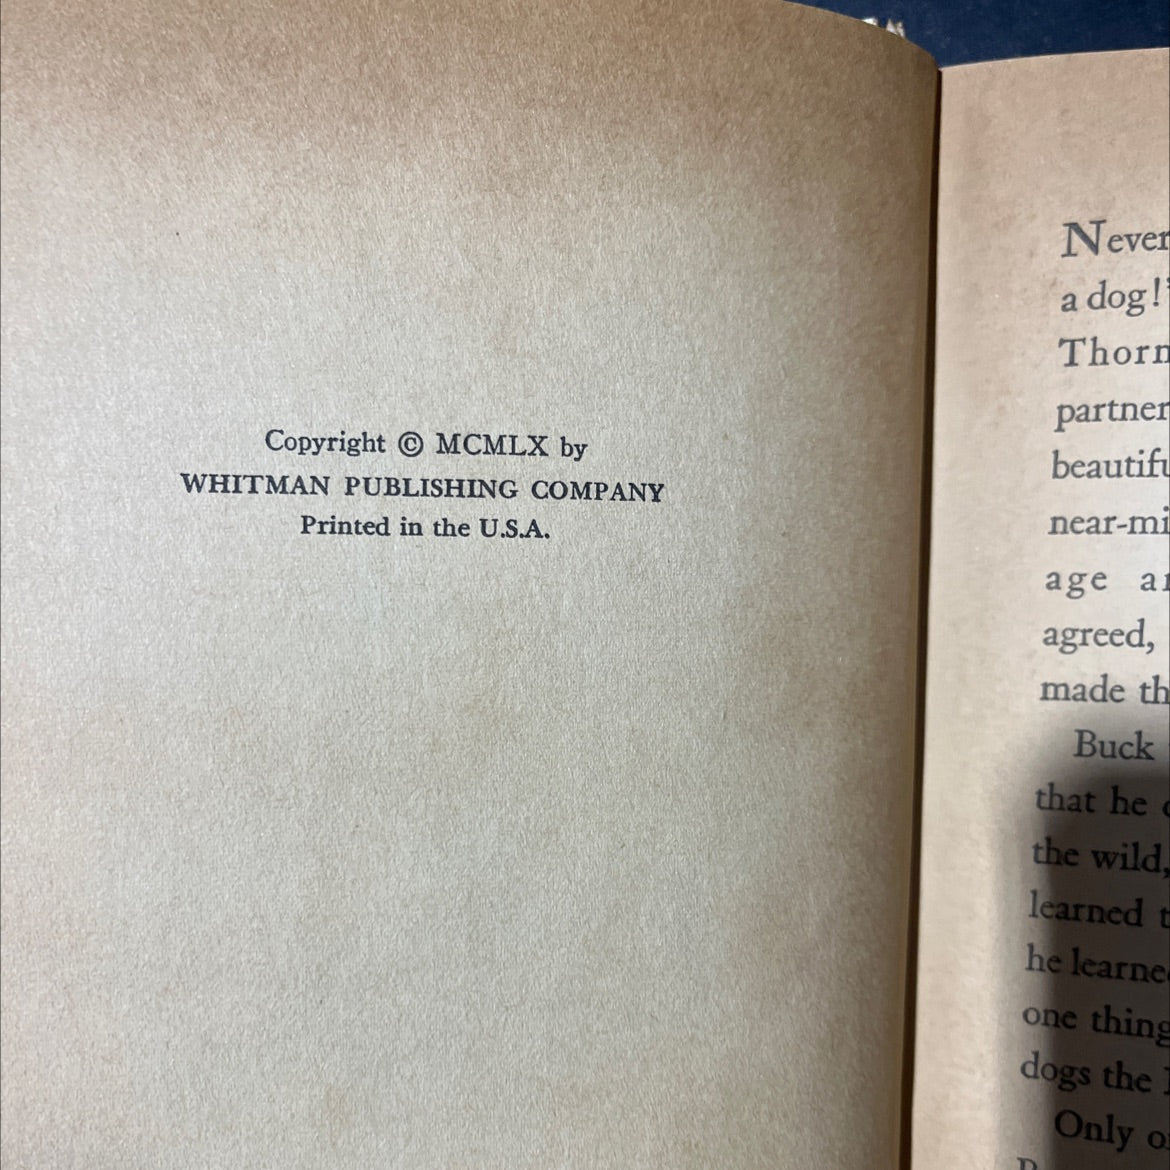 Copyright © MCMLX by
WHITMAN PUBLISHING COMPANY
Printed in the U.S.A.
Never
a dog!"
Thorn
partner
beautifu
near-mi
age
agreed,
made th
Buck
that he
the wild,
learned t
he learne
one thing
dogs the
Only o